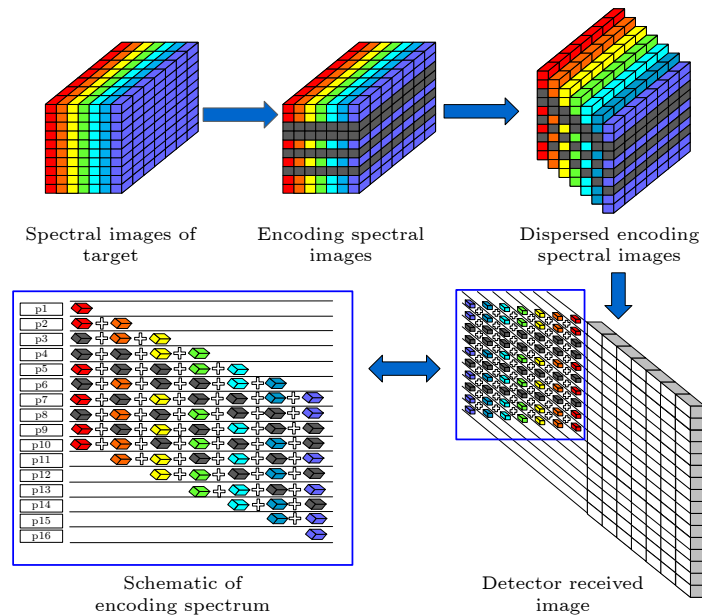 Spectral images of
target
Encoding spectral
images
Dispersed encoding
spectral images
p1
p2
p3
p4
p5
p6
p7
p8
p9
p10
p11
p12
p13
p14
p15
p16
Schematic of
encoding spectrum
Detector received
image